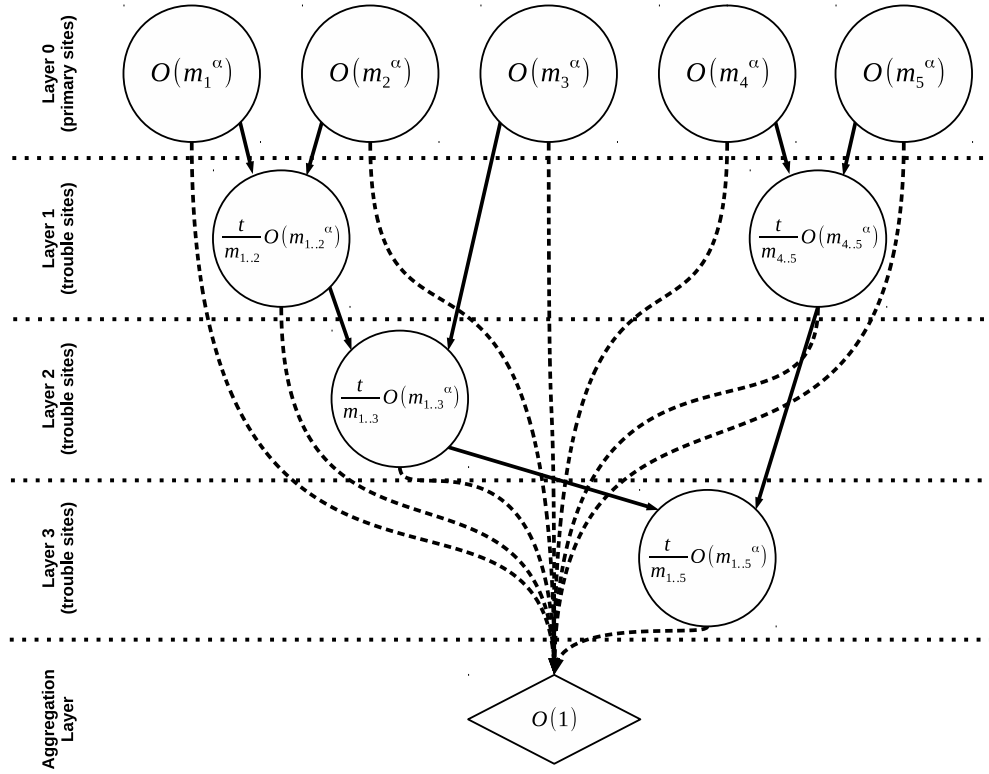 Layer 0
(primary sites)
O(m₁^α)
O(m₂^α)
O(m₃^α)
O(m₄^α)
O(m₅^α)
Layer 1
(trouble sites)
t/m₁..₂ O(m₁..₂^α)
t/m₄..₅ O(m₄..₅^α)
Layer 2
(trouble sites)
t/m₁..₃ O(m₁..₃^α)
Layer 3
(trouble sites)
t/m₁..₅ O(m₁..₅^α)
Aggregation
Layer
O(1)